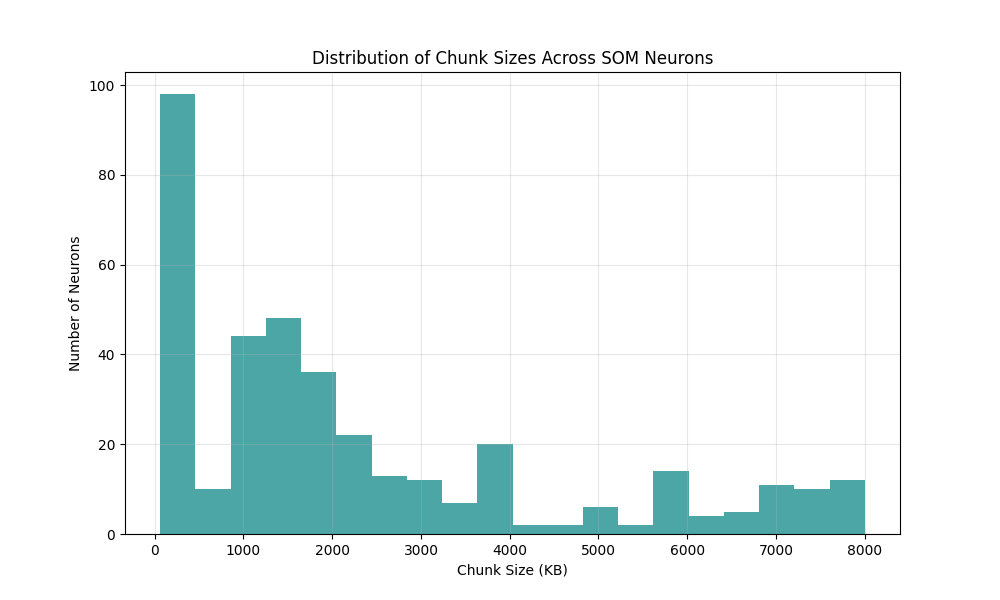 Distribution of Chunk Sizes Across SOM Neurons
100
80
60
40
20
0
Number of Neurons
0 1000 2000 3000 4000 5000 6000 7000 8000
Chunk Size (KB)